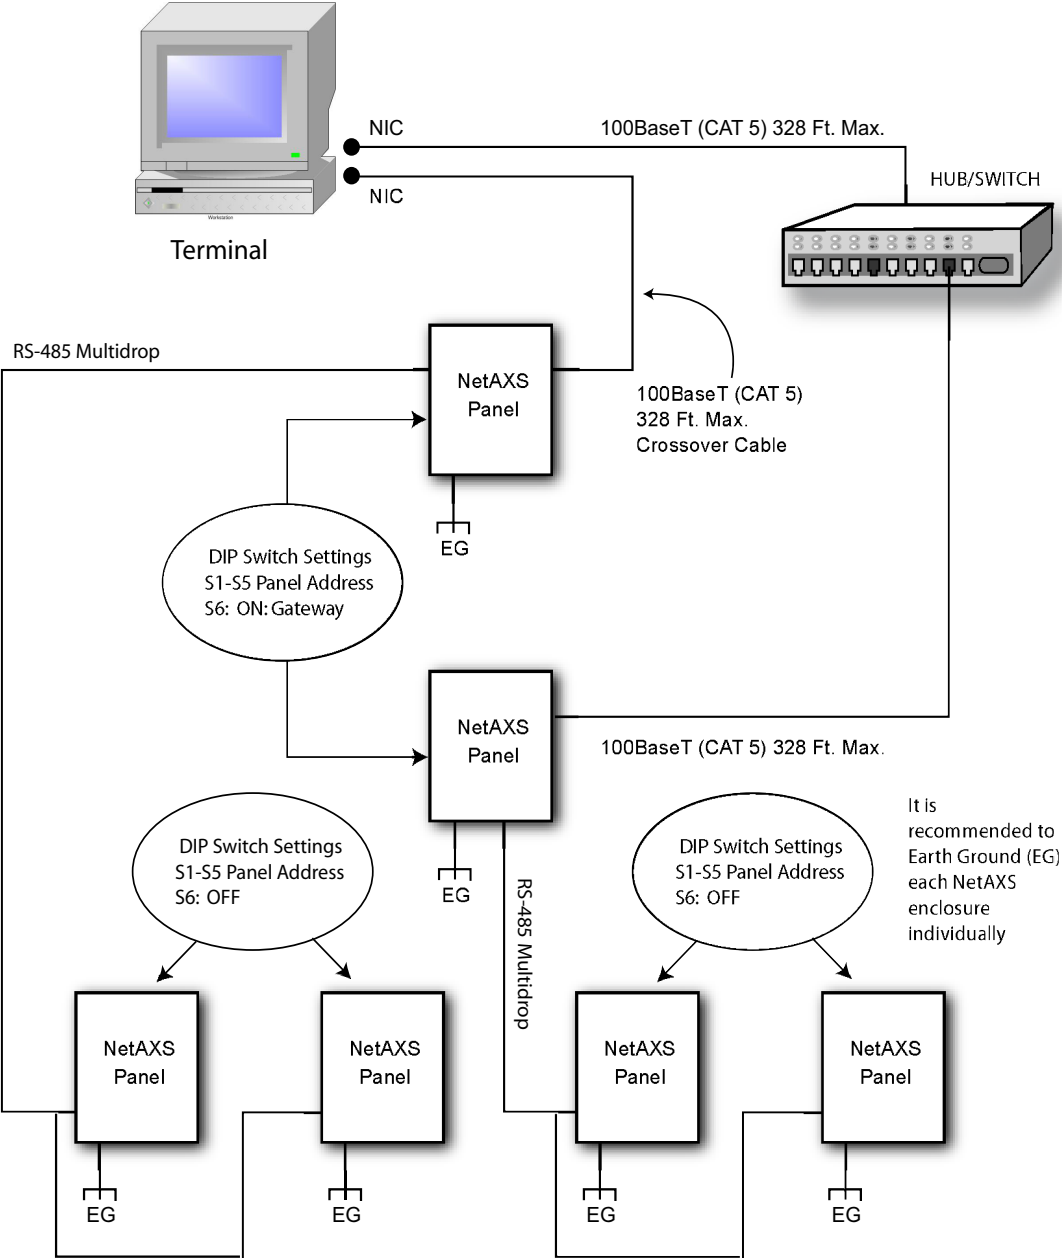 NIC
100BaseT (CAT 5) 328 Ft. Max.
NIC
HUB/SWITCH
Workstation
Terminal
RS-485 Multidrop
NetAXS
Panel
100BaseT (CAT 5)
328 Ft. Max.
Crossover Cable
EG
DIP Switch Settings
S1-S5 Panel Address
S6: ON: Gateway
NetAXS
Panel
100BaseT (CAT 5) 328 Ft. Max.
EG
RS-485 Multidrop
DIP Switch Settings
S1-S5 Panel Address
S6: OFF
DIP Switch Settings
S1-S5 Panel Address
S6: OFF
It is
recommended to
Earth Ground (EG)
each NetAXS
enclosure
individually
NetAXS
Panel
NetAXS
Panel
NetAXS
Panel
NetAXS
Panel
EG
EG
EG
EG